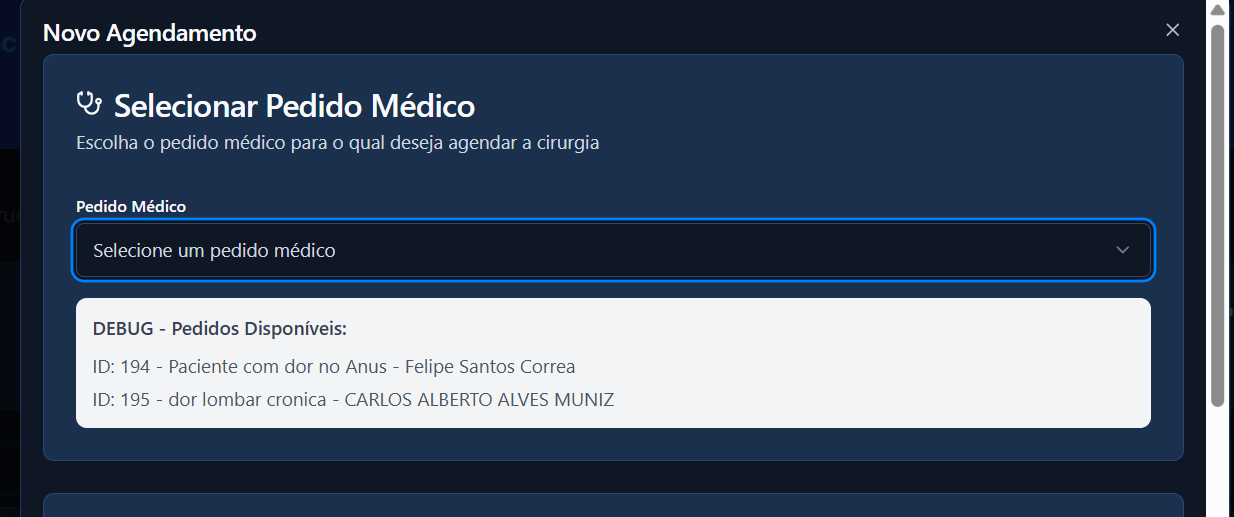 Novo Agendamento
Selecionar Pedido Médico
Escolha o pedido médico para o qual deseja agendar a cirurgia
Pedido Médico
Selecione um pedido médico
DEBUG - Pedidos Disponíveis:
ID: 194 - Paciente com dor no Anus - Felipe Santos Correa
ID: 195 - dor lombar cronica - CARLOS ALBERTO ALVES MUNIZ